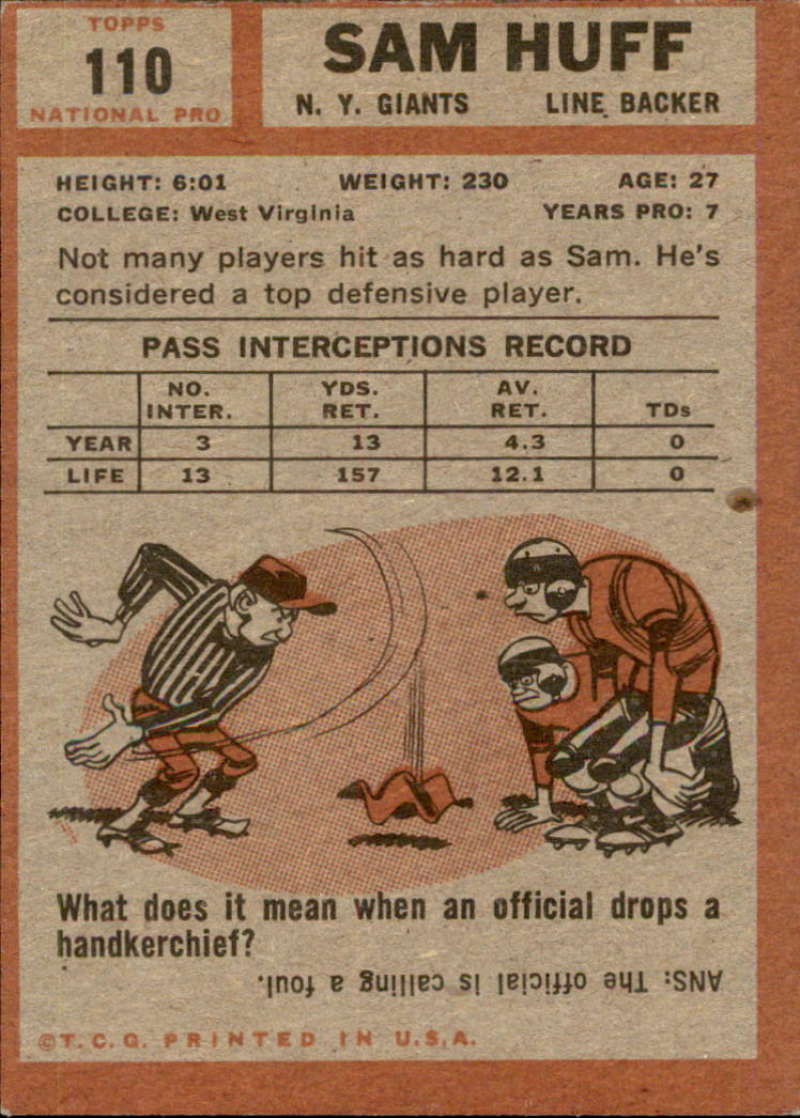 TOPPS
110
NATIONAL PRO
SAM HUFF
N. Y. GIANTS LINE BACKER
HEIGHT: 6:01 WEIGHT: 230 AGE: 27
COLLEGE: West Virginia YEARS PRO: 7
Not many players hit as hard as Sam. He's
considered a top defensive player.
PASS INTERCEPTIONS RECORD
NO. YDS. AV.
INTER. RET. RET. TDs
YEAR 3 13 4.3 0
LIFE 13 157 12.1 0
What does it mean when an official drops a
handkerchief?
ANS: The official is calling a foul.
©T.C.G. PRINTED IN U.S.A.